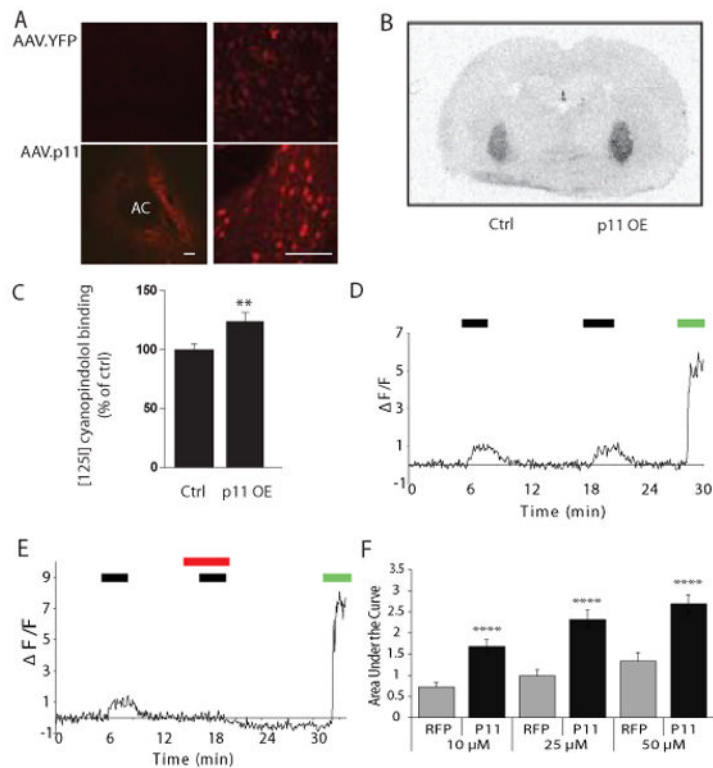 A
AAV.YFP
AAV.p11
AC
B
Ctrl p11 OE
C
[125I] cyanopindolol binding
(% of ctrl)
150
100
50
0
**
Ctrl p11 OE
D
Δ F/F
7
5
3
1
-1
0 6 12 18 24 30
Time (min)
E
Δ F/F
9
7
5
3
1
-1
0 6 12 18 24 30
Time (min)
F
Area Under the Curve
3.5
3
2.5
2
1.5
1
0.5
0
**** **** ****
RFP P11 RFP P11 RFP P11
10 μM 25 μM 50 μM